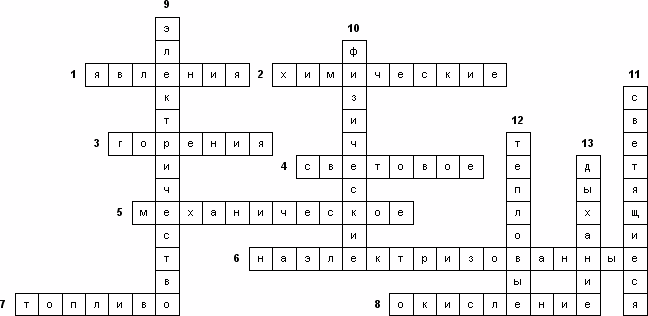 1 явления
2 химические
3 горения
4 световое
5 механическое
6 наэлектризованные
7 топливо
8 окисление
9 электричество
10 физические
11 светящиеся
12 тепловые
13 дыхание